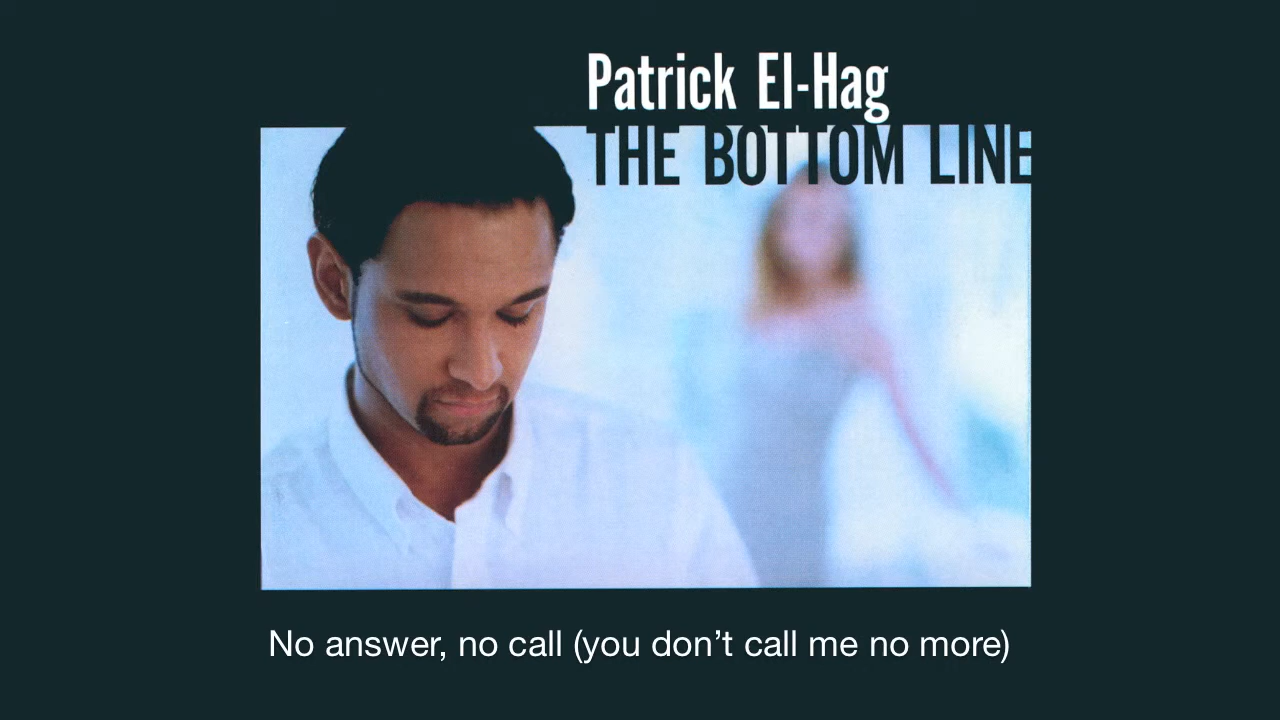 Patrick El-Hag
THE BOTTOM LINE
No answer, no call (you don’t call me no more)